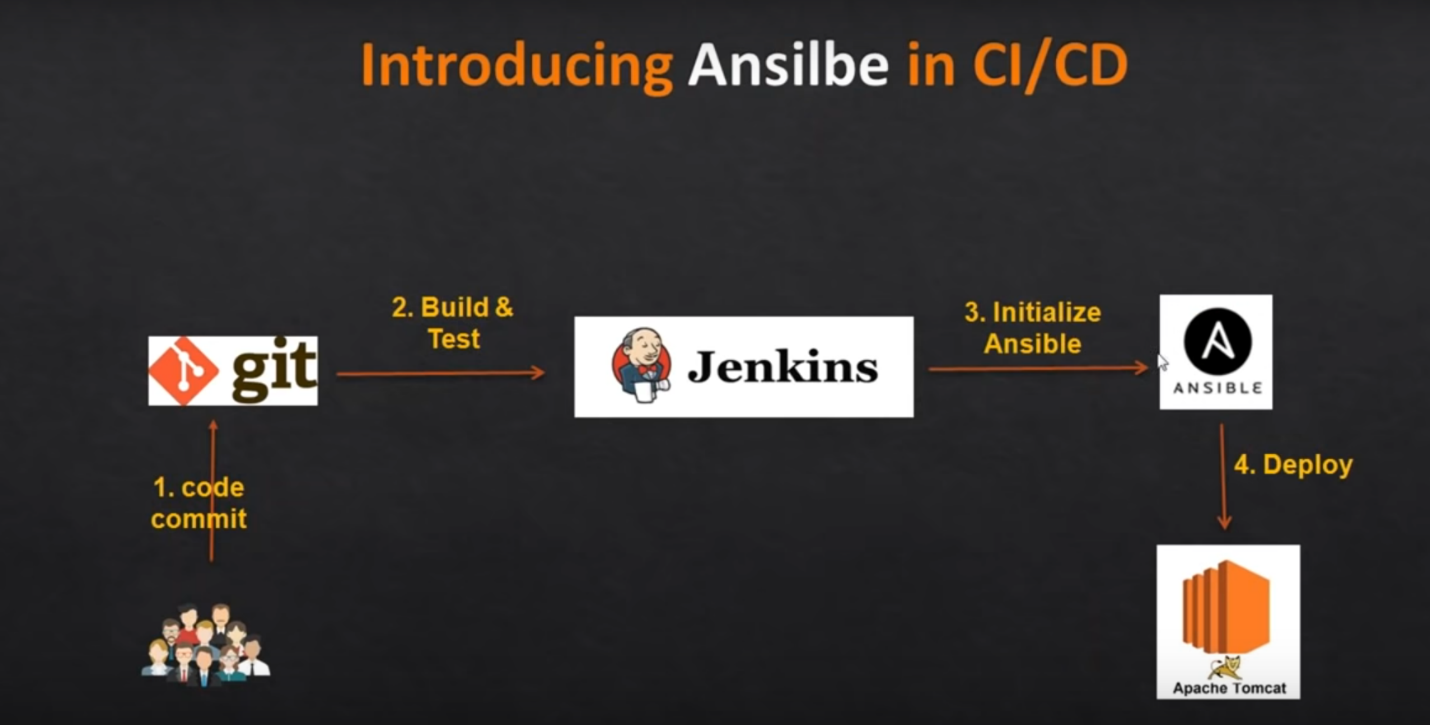 Introducing Ansilbe in CI/CD
2. Build &
Test
3. Initialize
Ansible
git
Jenkins
ANSIBLE
1. code
commit
4. Deploy
Apache Tomcat